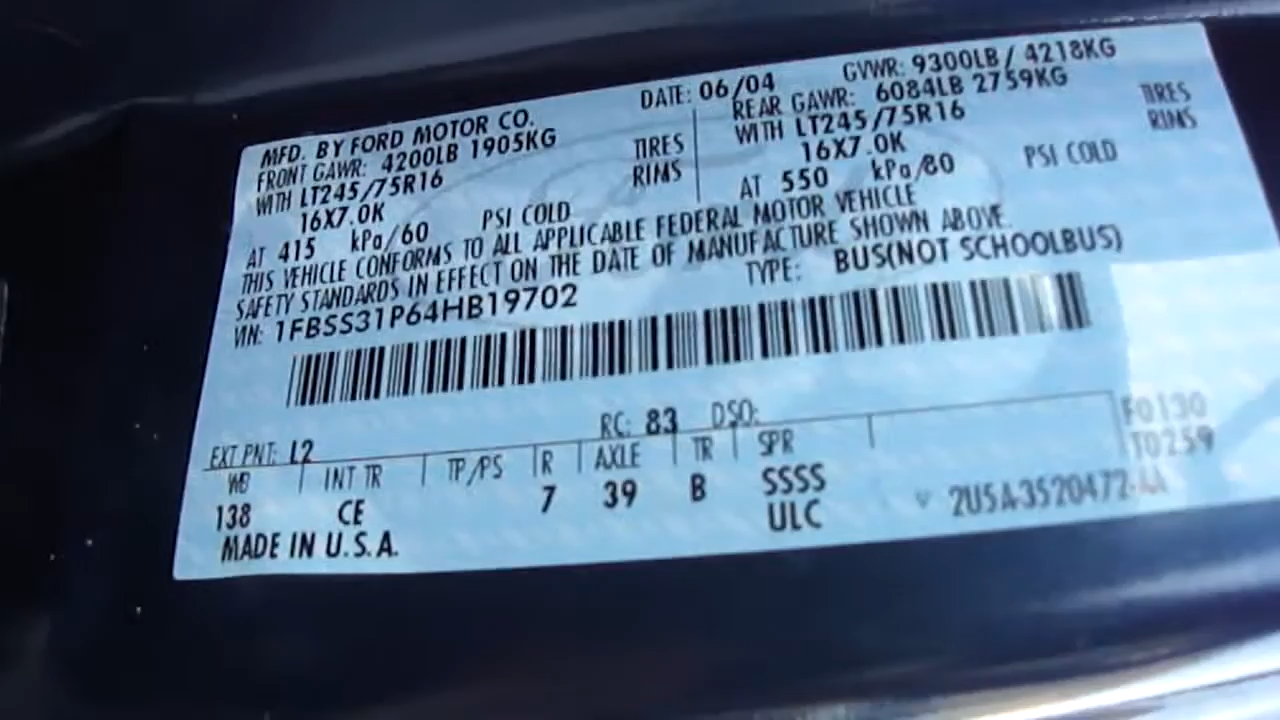 MFD. BY FORD MOTOR CO. DATE: 06/04 GVWR: 9300LB / 4218KG
FRONT GAWR: 4200LB 1905KG REAR GAWR: 6084LB 2759KG
WITH LT245/75R16 TIRES WITH LT245/75R16 TIRES
16X7.0K RIMS 16X7.0K RIMS
AT 415 kPa/60 PSI COLD AT 550 kPa/80 PSI COLD
THIS VEHICLE CONFORMS TO ALL APPLICABLE FEDERAL MOTOR VEHICLE
SAFETY STANDARDS IN EFFECT ON THE DATE OF MANUFACTURE SHOWN ABOVE.
VIN: 1FBSS31P64HB19702 TYPE: BUS(NOT SCHOOLBUS)
F0130
RC: 83 DSO: T0259
EXT PNT: L2
WB INT TR TP/PS R AXLE TR SPR
138 CE 7 39 B SSSS
ULC
MADE IN U.S.A. 2U5A-3520472-AA